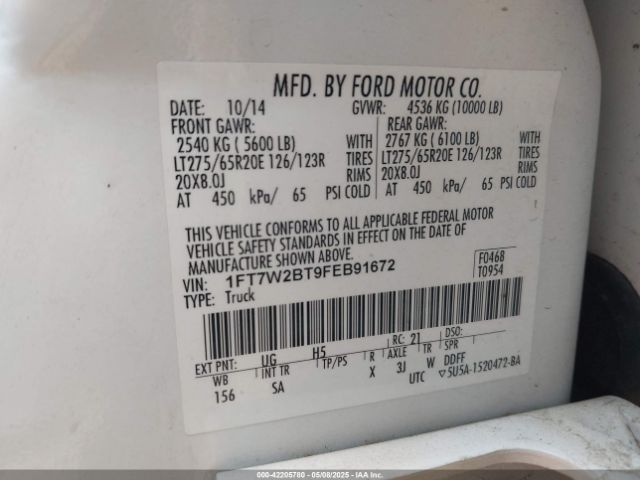 MFD. BY FORD MOTOR CO.
DATE: 10/14 GVWR: 4536 KG (10000 LB)
FRONT GAWR: REAR GAWR:
2540 KG ( 5600 LB) WITH 2767 KG ( 6100 LB) WITH
LT275/65R20E 126/123R TIRES LT275/65R20E 126/123R TIRES
20X8.0J RIMS 20X8.0J RIMS
AT 450 kPa/ 65 PSI COLD AT 450 kPa/ 65 PSI COLD
THIS VEHICLE CONFORMS TO ALL APPLICABLE FEDERAL MOTOR
VEHICLE SAFETY STANDARDS IN EFFECT ON THE DATE OF
MANUFACTURE SHOWN ABOVE.
VIN: 1FT7W2BT9FEB91672 F0468
TYPE: Truck T0954
EXT PNT: UG H5 RC: 21 DSO:
WB INT TR TP/PS R AXLE TR SPR
156 SA X 3J W DDFF
UTC ▽5U5A-1520472-BA
000-42205780 - 05/08/2025 - IAA Inc.